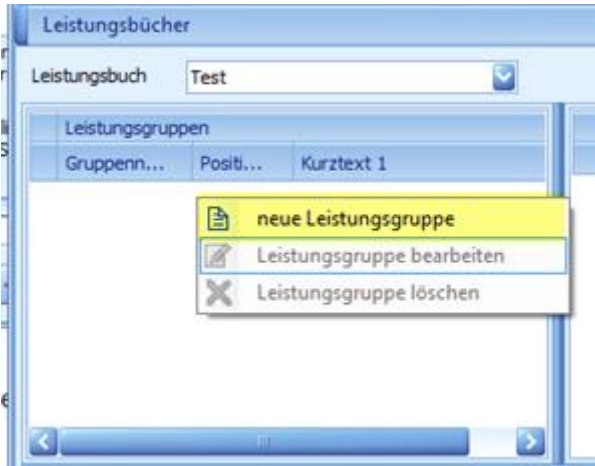 Leistungsbücher
Leistungsbuch Test
Leistungsgruppen
Gruppenn... Positi... Kurztext 1
neue Leistungsgruppe
Leistungsgruppe bearbeiten
Leistungsgruppe löschen